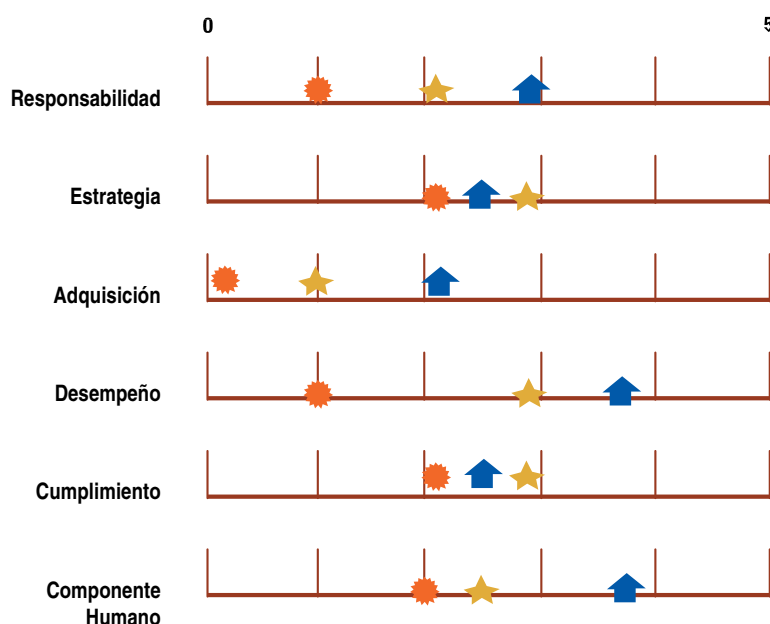 0
5
Responsabilidad
Estrategia
Adquisición
Desempeño
Cumplimiento
Componente
Humano